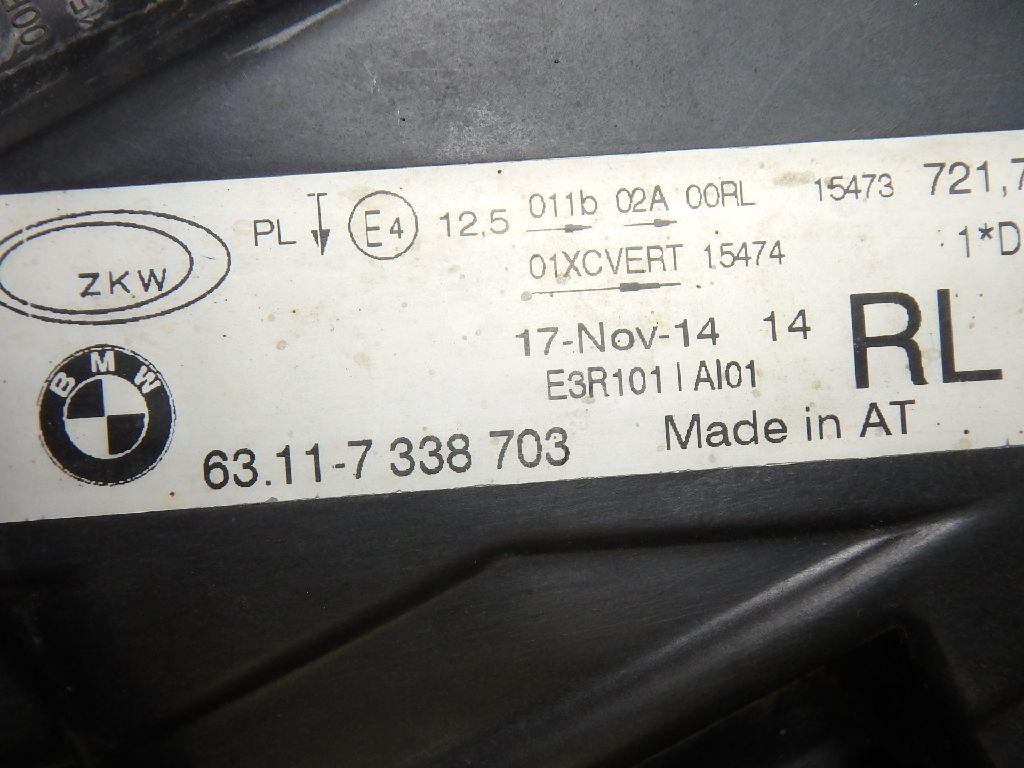 ZKW
PL E4 12,5 011b 02A 00RL 15473 721,7
01XCVERT 15474 1*D
17-Nov-14 14 RL
E3R101 | AI01
BMW
63.11-7 338 703 Made in AT